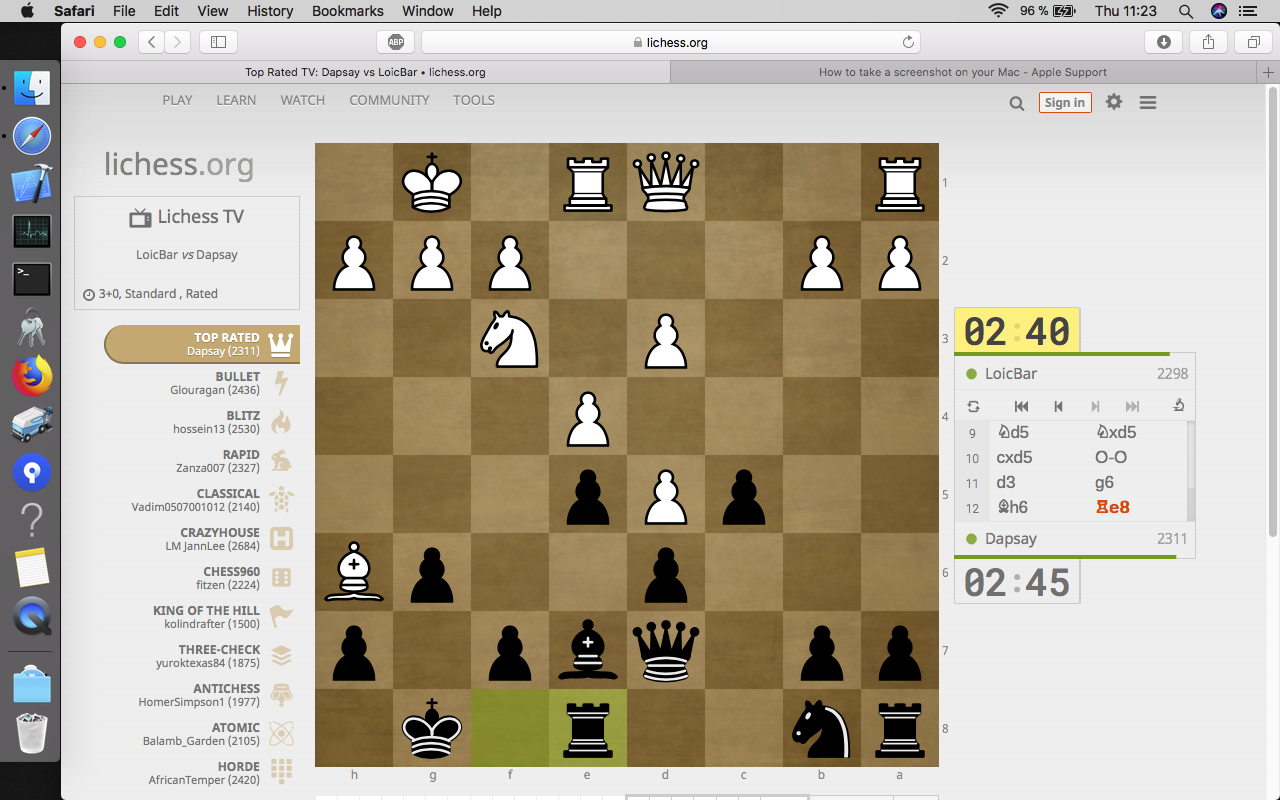 Safari File Edit View History Bookmarks Window Help 96 % Thu 11:23
ABP lichess.org
Top Rated TV: Dapsay vs LoicBar • lichess.org How to take a screenshot on your Mac - Apple Support
PLAY LEARN WATCH COMMUNITY TOOLS Sign in
lichess.org
Lichess TV
LoicBar vs Dapsay
3+0, Standard , Rated
TOP RATED
Dapsay (2311)
BULLET
Glouragan (2436)
BLITZ
hossein13 (2530)
RAPID
Zanza007 (2327)
CLASSICAL
Vadim0507001012 (2140)
CRAZYHOUSE
LM JannLee (2684)
CHESS960
fitzen (2224)
KING OF THE HILL
kolindrafter (1500)
THREE-CHECK
yuroktexas84 (1875)
ANTICHESS
HomerSimpson1 (1977)
ATOMIC
Balamb_Garden (2105)
HORDE
AfricanTemper (2420)
1
2
3
4
5
6
7
8
h g f e d c b a
02:40
LoicBar 2298
9 ♘d5 ♘xd5
10 cxd5 O-O
11 d3 g6
12 ♗h6 ♖e8
Dapsay 2311
02:45